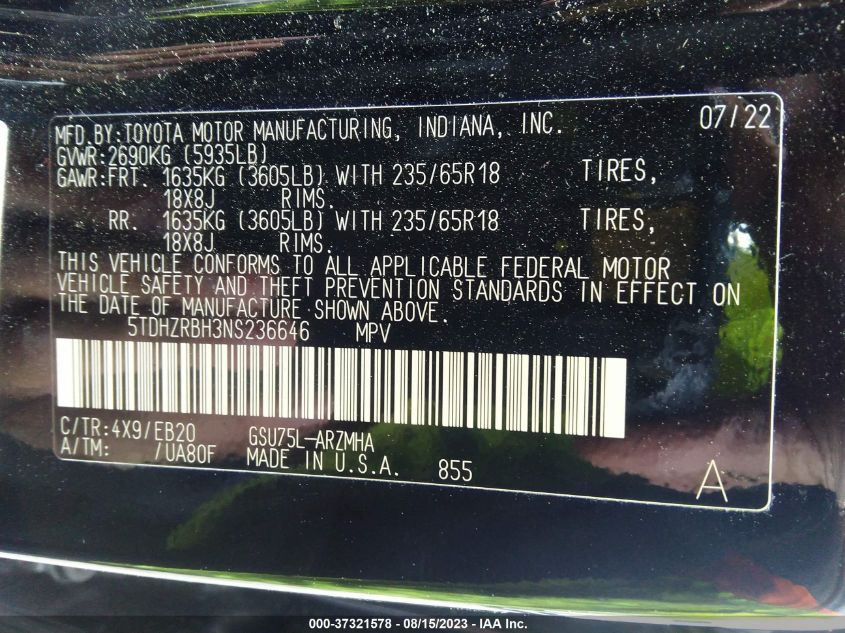 MFD.BY:TOYOTA MOTOR MANUFACTURING, INDIANA, INC. 07/22
GVWR:2690KG (5935LB)
GAWR:FRT. 1635KG (3605LB) WITH 235/65R18 TIRES,
18X8J RIMS.
RR. 1635KG (3605LB) WITH 235/65R18 TIRES,
18X8J RIMS.
THIS VEHICLE CONFORMS TO ALL APPLICABLE FEDERAL MOTOR
VEHICLE SAFETY AND THEFT PREVENTION STANDARDS IN EFFECT ON
THE DATE OF MANUFACTURE SHOWN ABOVE.
5TDHZRBH3NS236646 MPV
C/TR:4X9/EB20 GSU75L-ARZMHA
A/TM: /UA80F MADE IN U.S.A. 855
A
000-37321578 - 08/15/2023 - IAA Inc.